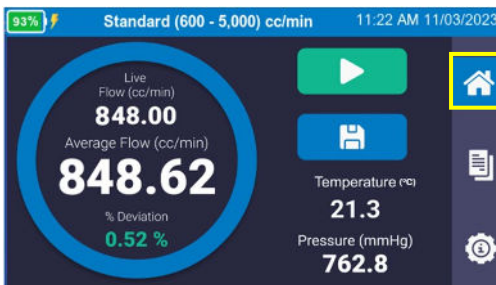 93% Standard (600 - 5,000) cc/min 11:22 AM 11/03/2023
Live
Flow (cc/min)
848.00
Average Flow (cc/min)
848.62
% Deviation
0.52 %
Temperature (ºC)
21.3
Pressure (mmHg)
762.8